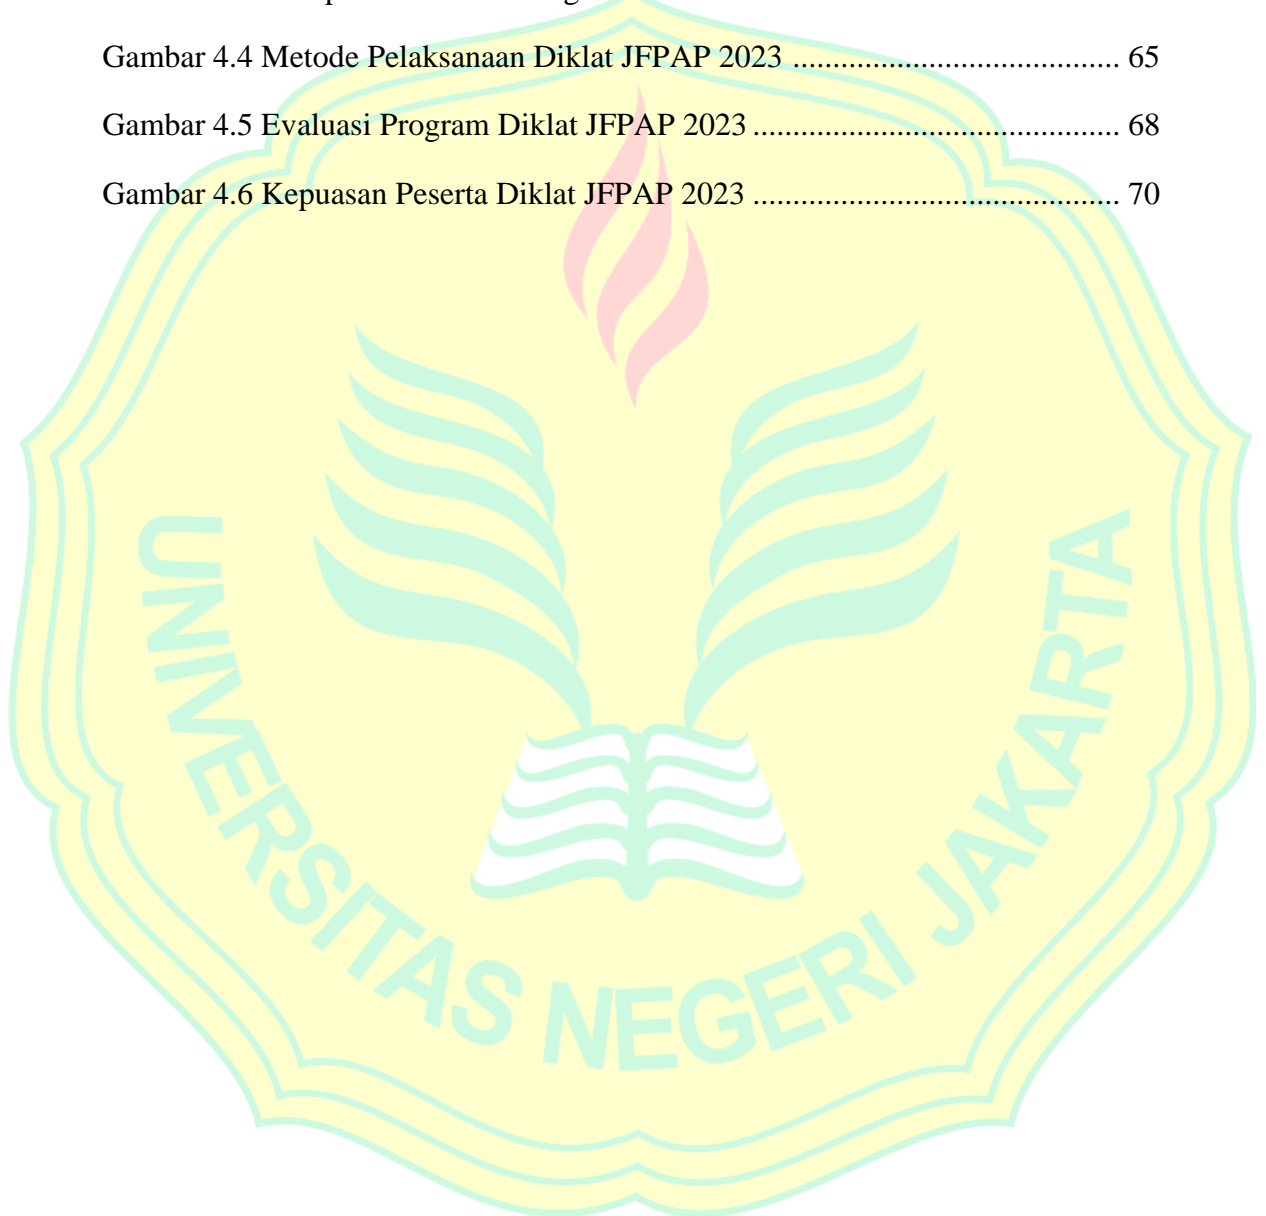 Gambar 4.4 Metode Pelaksanaan Diklat JFPAP 2023 ......................................... 65
Gambar 4.5 Evaluasi Program Diklat JFPAP 2023 .............................................. 68
Gambar 4.6 Kepuasan Peserta Diklat JFPAP 2023 .............................................. 70
UNIVERSITAS NEGERI JAKARTA